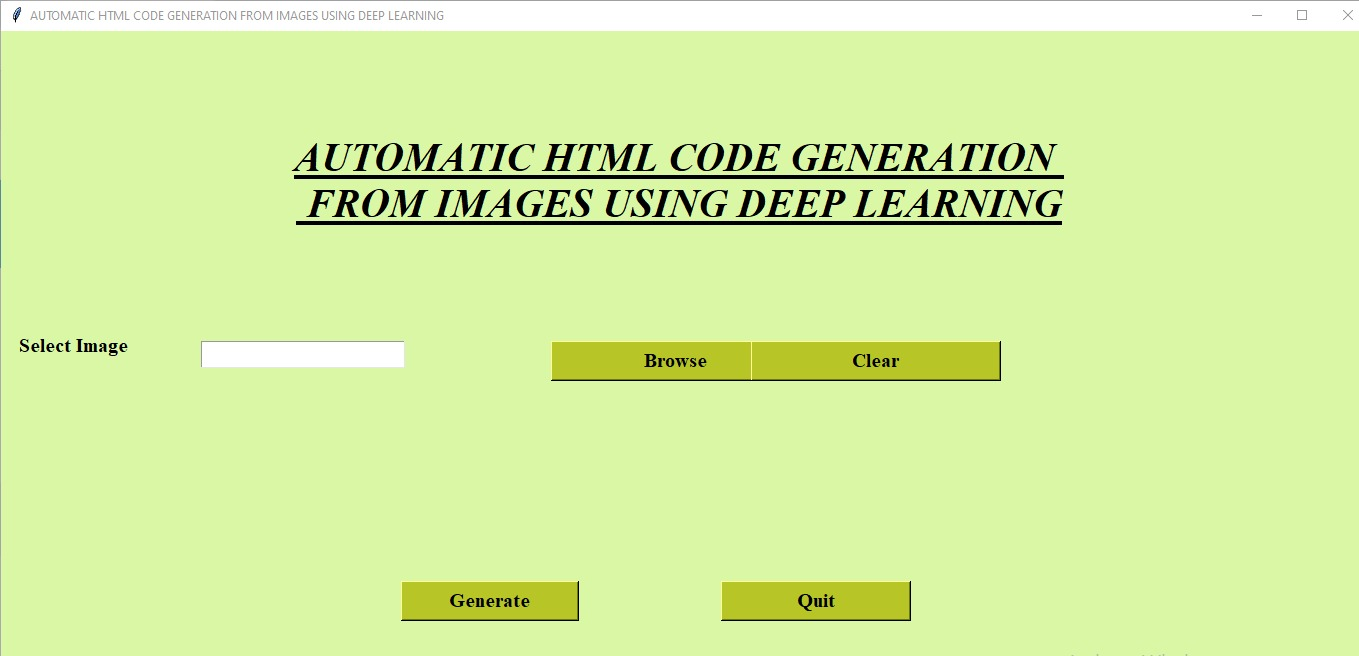 AUTOMATIC HTML CODE GENERATION FROM IMAGES USING DEEP LEARNING
AUTOMATIC HTML CODE GENERATION
FROM IMAGES USING DEEP LEARNING
Select Image
Browse
Clear
Generate
Quit